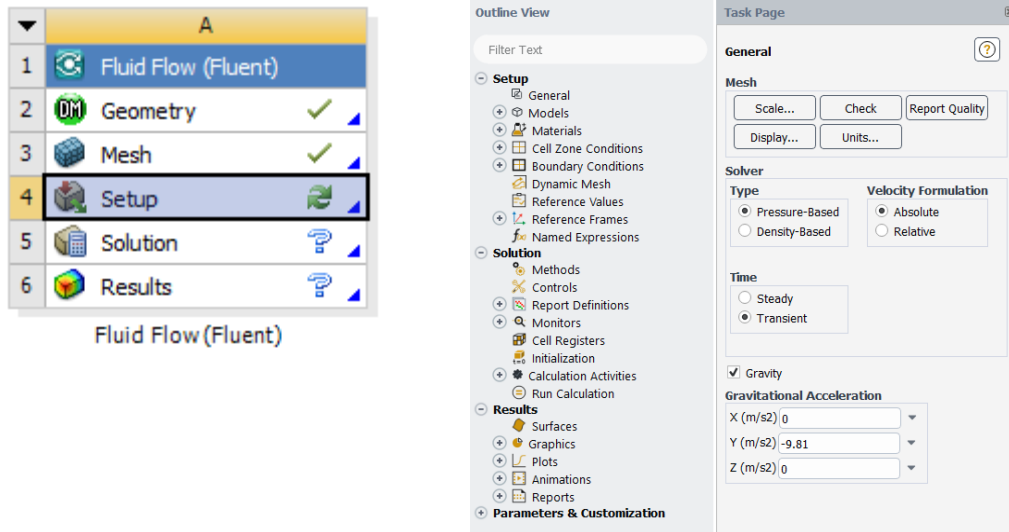 A
1 Fluid Flow (Fluent)
2 DM Geometry
3 Mesh
4 Setup
5 Solution ?
6 Results ?
Fluid Flow (Fluent)
Outline View
Filter Text
Setup
General
Models
Materials
Cell Zone Conditions
Boundary Conditions
Dynamic Mesh
Reference Values
Reference Frames
Named Expressions
Solution
Methods
Controls
Report Definitions
Monitors
Cell Registers
Initialization
Calculation Activities
Run Calculation
Results
Surfaces
Graphics
Plots
Animations
Reports
Parameters & Customization
Task Page
General ?
Mesh
Scale... Check Report Quality
Display... Units...
Solver
Type Velocity Formulation
Pressure-Based Absolute
Density-Based Relative
Time
Steady
Transient
Gravity
Gravitational Acceleration
X (m/s2) 0
Y (m/s2) -9.81
Z (m/s2) 0